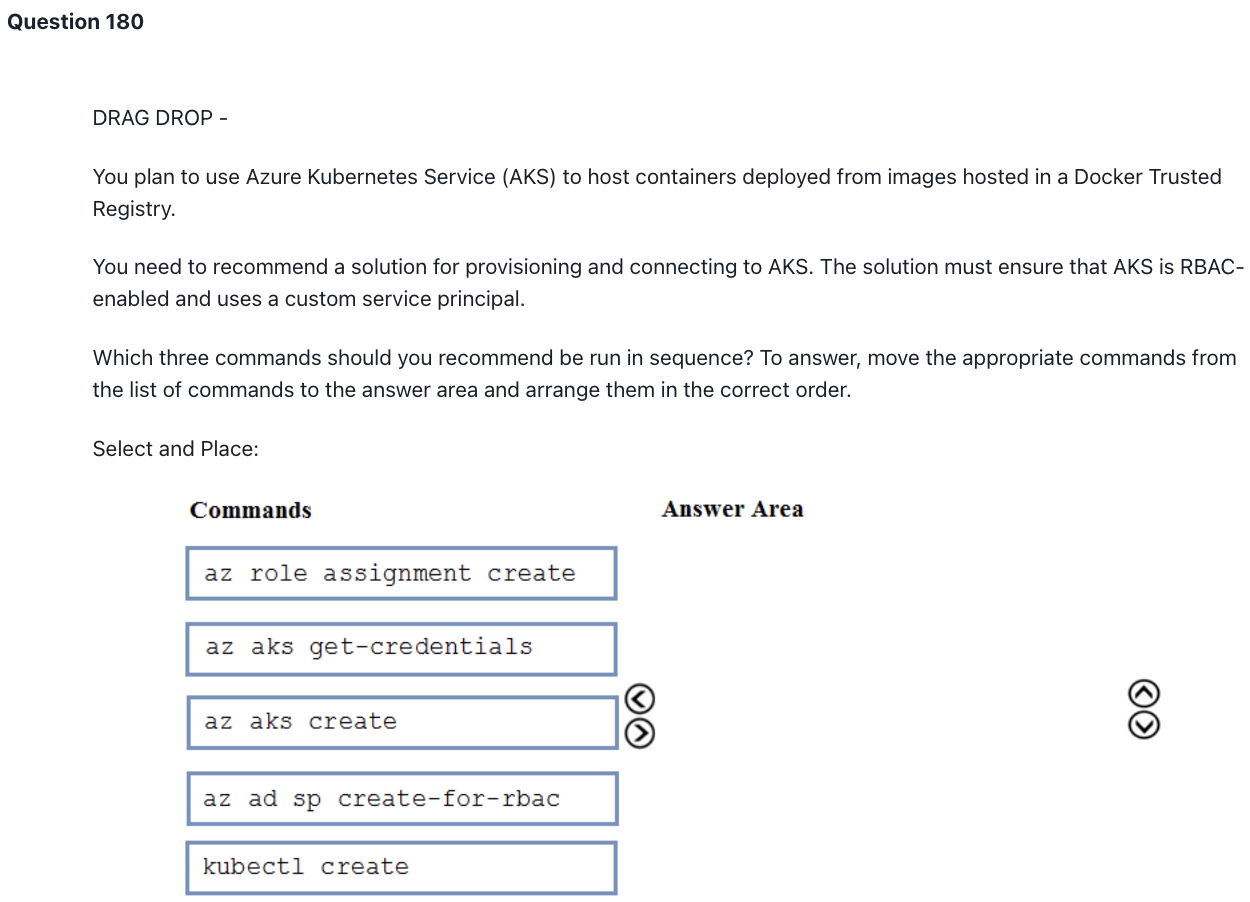 Question 180
DRAG DROP -
You plan to use Azure Kubernetes Service (AKS) to host containers deployed from images hosted in a Docker Trusted
Registry.
You need to recommend a solution for provisioning and connecting to AKS. The solution must ensure that AKS is RBAC-
enabled and uses a custom service principal.
Which three commands should you recommend be run in sequence? To answer, move the appropriate commands from
the list of commands to the answer area and arrange them in the correct order.
Select and Place:
Commands
Answer Area
az role assignment create
az aks get-credentials
az aks create
az ad sp create-for-rbac
kubectl create